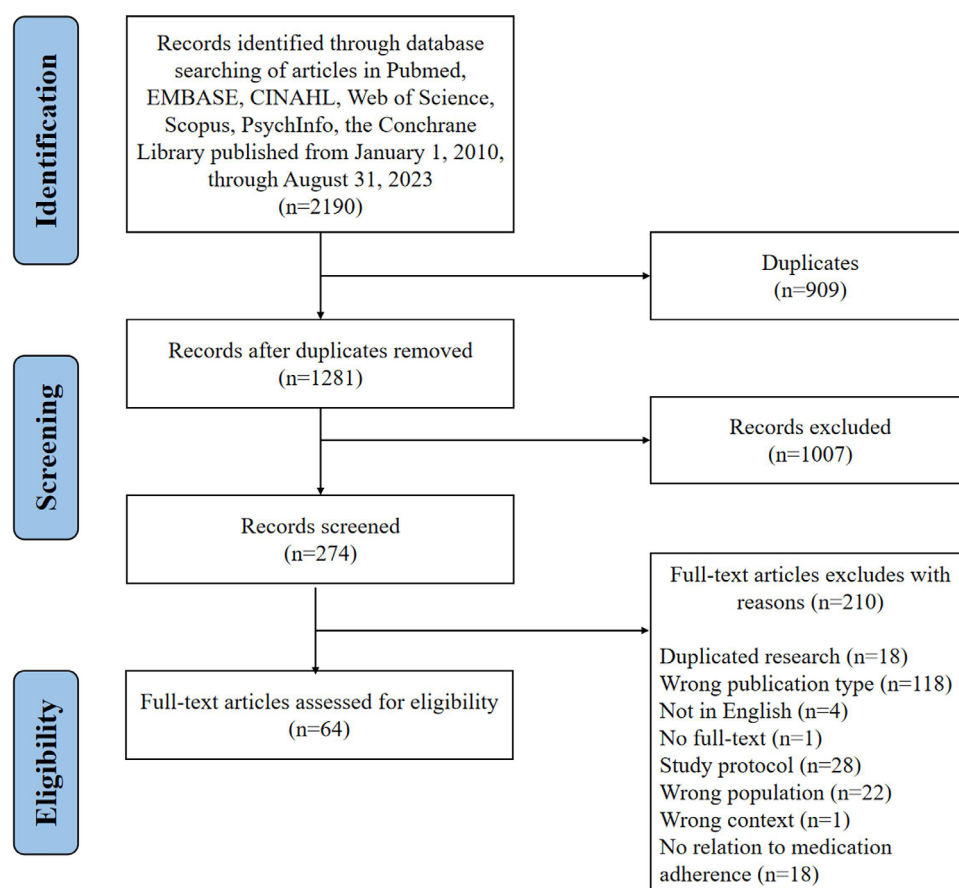 Identification
Records identified through database
searching of articles in Pubmed,
EMBASE, CINAHL, Web of Science,
Scopus, PsychInfo, the Conchrane
Library published from January 1, 2010,
through August 31, 2023
(n=2190)
Duplicates
(n=909)
Screening
Records after duplicates removed
(n=1281)
Records excluded
(n=1007)
Records screened
(n=274)
Eligibility
Full-text articles assessed for eligibility
(n=64)
Full-text articles excludes with
reasons (n=210)
Duplicated research (n=18)
Wrong publication type (n=118)
Not in English (n=4)
No full-text (n=1)
Study protocol (n=28)
Wrong population (n=22)
Wrong context (n=1)
No relation to medication
adherence (n=18)